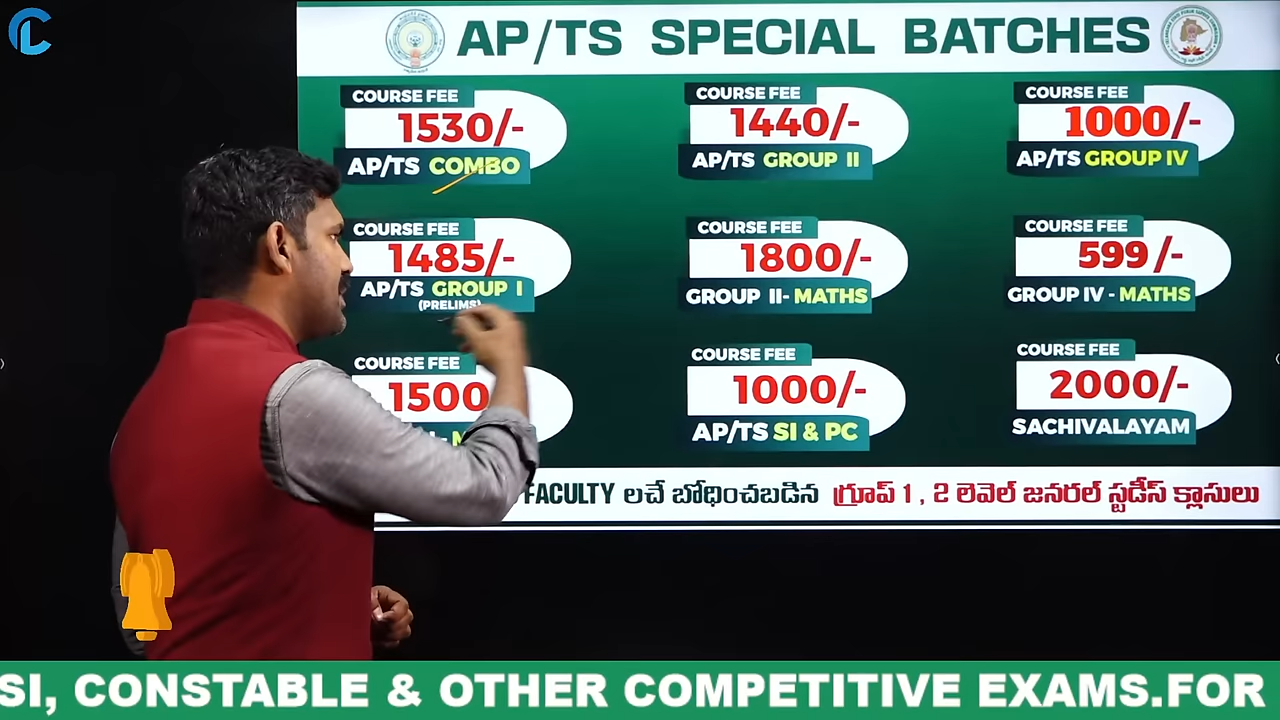 AP/TS SPECIAL BATCHES
COURSE FEE
1530/-
AP/TS COMBO
COURSE FEE
1440/-
AP/TS GROUP II
COURSE FEE
1000/-
AP/TS GROUP IV
COURSE FEE
1485/-
AP/TS GROUP I
(PRELIMS)
COURSE FEE
1800/-
GROUP II- MATHS
COURSE FEE
599/-
GROUP IV - MATHS
COURSE FEE
1500
COURSE FEE
1000/-
AP/TS SI & PC
COURSE FEE
2000/-
SACHIVALAYAM
FACULTY లచే బోధించబడిన గ్రూప్ 1, 2 లెవెల్ జనరల్ స్టడీస్ క్లాసులు
SI, CONSTABLE & OTHER COMPETITIVE EXAMS.FOR